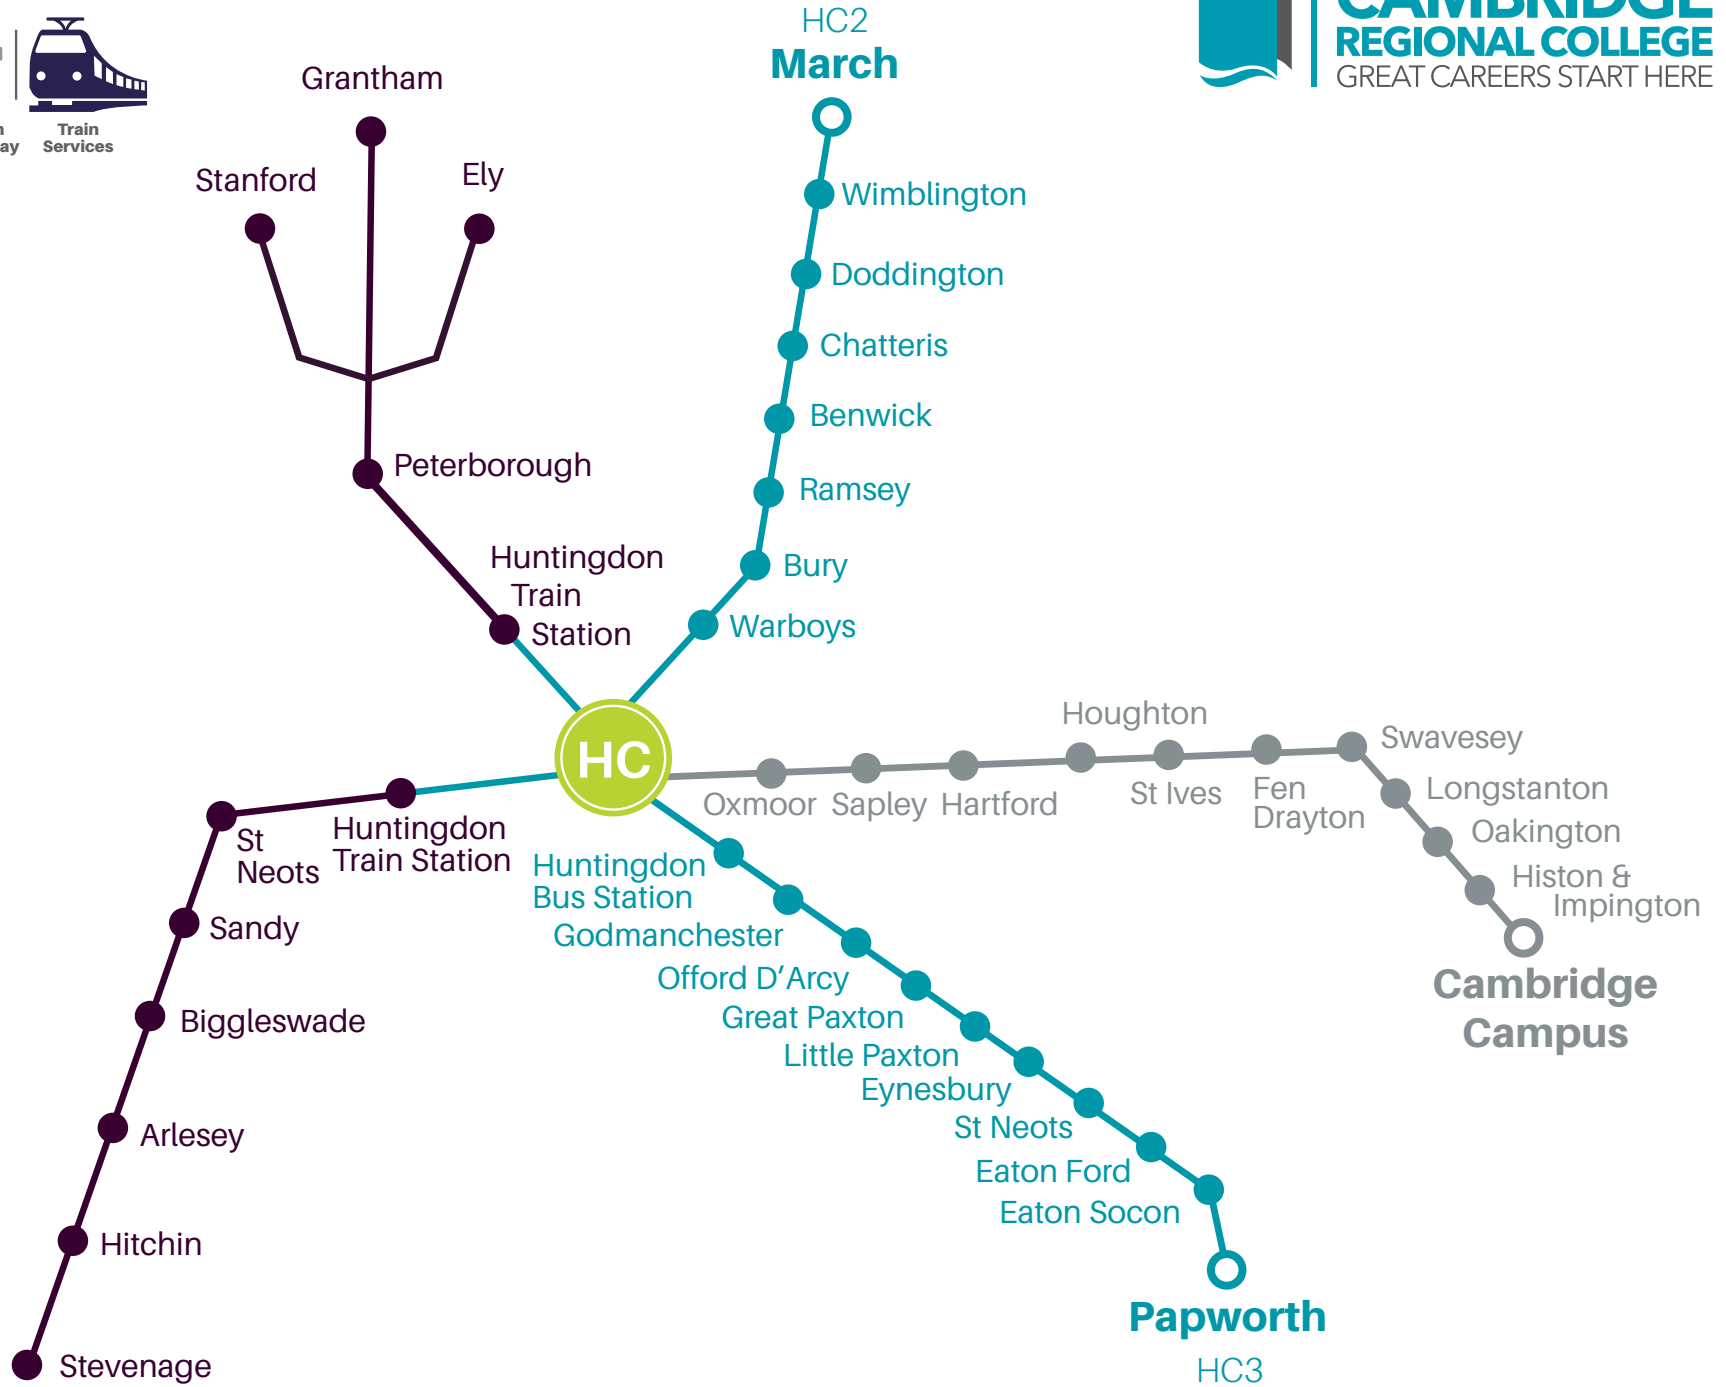 HC2
March
CAMBRIDGE
REGIONAL COLLEGE
GREAT CAREERS START HERE
Train
Services
Grantham
Stanford
Ely
Wimblington
Doddington
Chatteris
Benwick
Peterborough
Ramsey
Huntingdon
Train
Station
Bury
Warboys
HC
Houghton
Swavesey
Oxmoor
Sapley
Hartford
St Ives
Fen
Drayton
Longstanton
Oakington
Histon &
Impington
Cambridge
Campus
St
Neots
Huntingdon
Train Station
Huntingdon
Bus Station
Sandy
Godmanchester
Offord D’Arcy
Biggleswade
Great Paxton
Little Paxton
Eynesbury
Arlesey
St Neots
Eaton Ford
Eaton Socon
Hitchin
Papworth
HC3
Stevenage